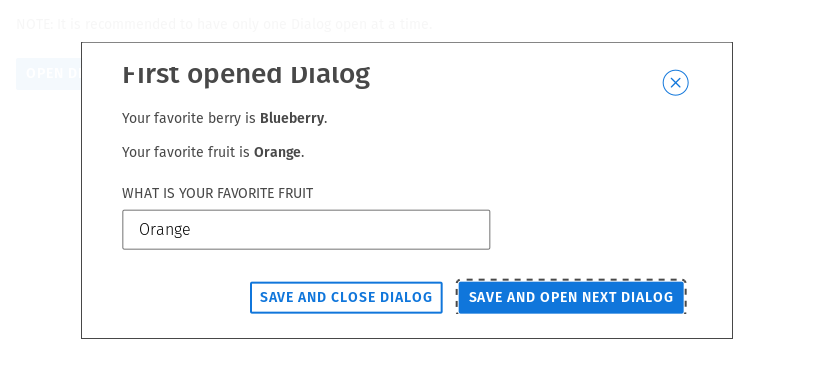 NOTE: It is recommended to have only one Dialog open at a time.
OPEN DI
First opened Dialog
Your favorite berry is Blueberry.
Your favorite fruit is Orange.
WHAT IS YOUR FAVORITE FRUIT
Orange
SAVE AND CLOSE DIALOG
SAVE AND OPEN NEXT DIALOG